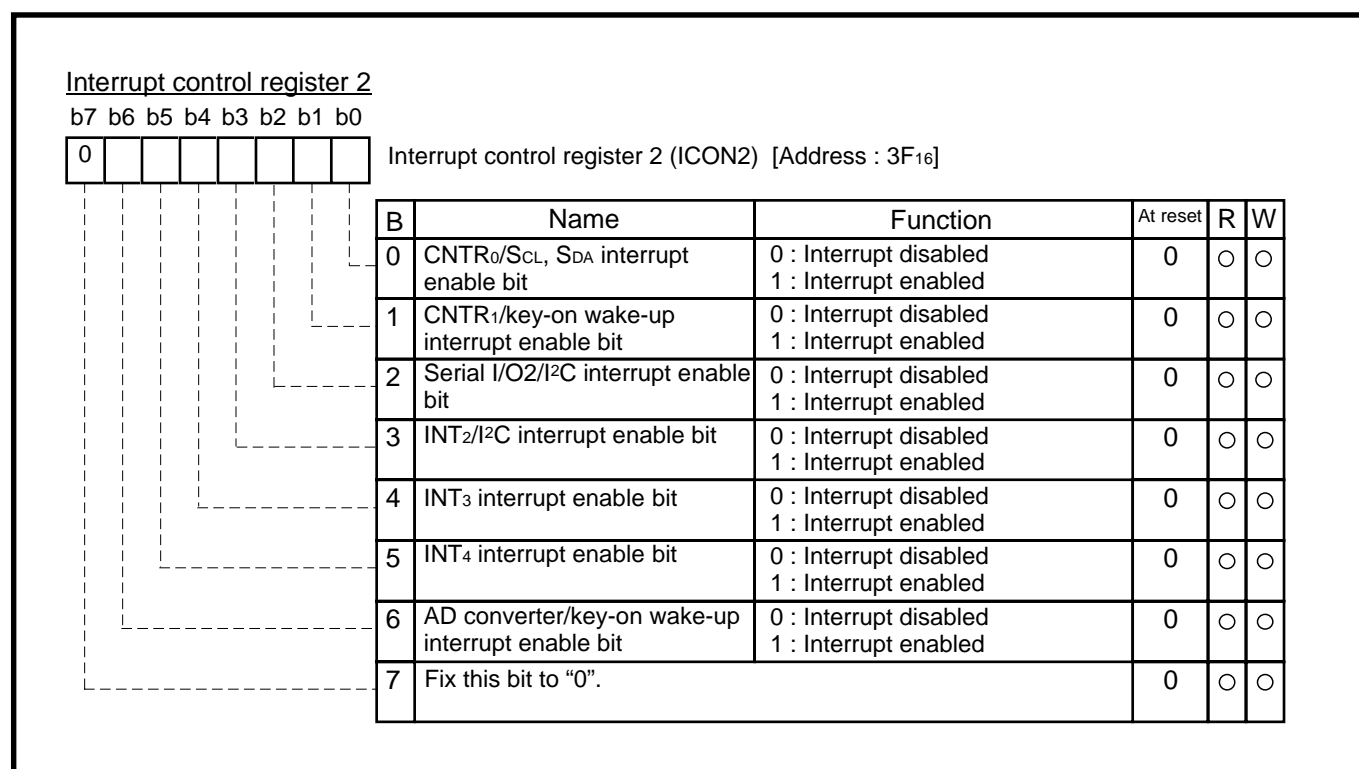 Interrupt control register 2
b7 b6 b5 b4 b3 b2 b1 b0
0
Interrupt control register 2 (ICON2) [Address : 3F16]
B Name Function At reset R W
0 CNTR0/SCL, SDA interrupt enable bit 0 : Interrupt disabled 0 ○ ○
1 : Interrupt enabled
1 CNTR1/key-on wake-up interrupt enable bit 0 : Interrupt disabled 0 ○ ○
1 : Interrupt enabled
2 Serial I/O2/I2C interrupt enable bit 0 : Interrupt disabled 0 ○ ○
1 : Interrupt enabled
3 INT2/I2C interrupt enable bit 0 : Interrupt disabled 0 ○ ○
1 : Interrupt enabled
4 INT3 interrupt enable bit 0 : Interrupt disabled 0 ○ ○
1 : Interrupt enabled
5 INT4 interrupt enable bit 0 : Interrupt disabled 0 ○ ○
1 : Interrupt enabled
6 AD converter/key-on wake-up interrupt enable bit 0 : Interrupt disabled 0 ○ ○
1 : Interrupt enabled
7 Fix this bit to “0”. 0 ○ ○